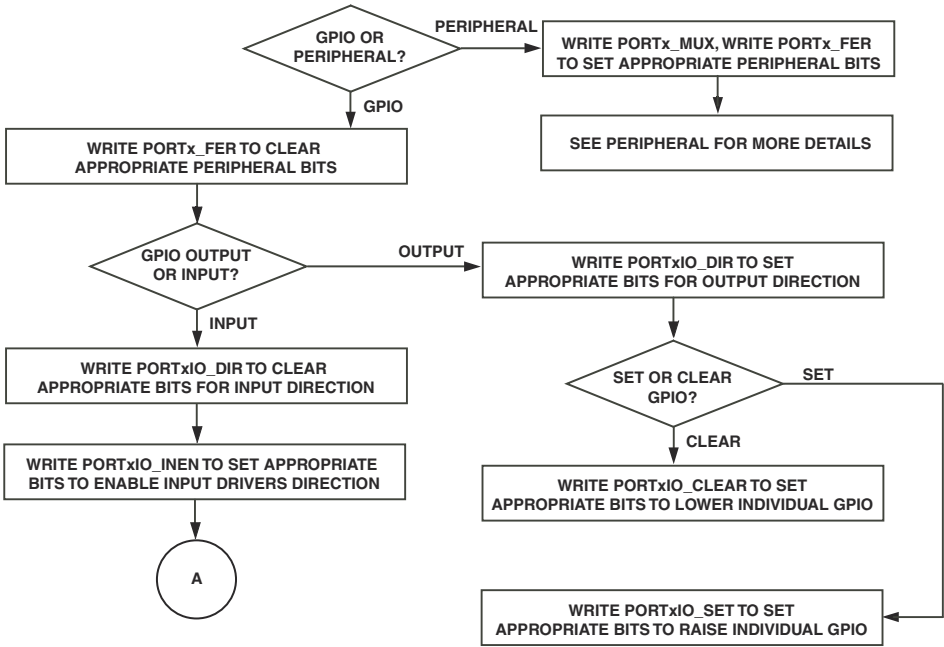 GPIO OR
PERIPHERAL?
PERIPHERAL
WRITE PORTx_MUX, WRITE PORTx_FER
TO SET APPROPRIATE PERIPHERAL BITS
GPIO
SEE PERIPHERAL FOR MORE DETAILS
WRITE PORTx_FER TO CLEAR
APPROPRIATE PERIPHERAL BITS
GPIO OUTPUT
OR INPUT?
OUTPUT
WRITE PORTxIO_DIR TO SET
APPROPRIATE BITS FOR OUTPUT DIRECTION
INPUT
WRITE PORTxIO_DIR TO CLEAR
APPROPRIATE BITS FOR INPUT DIRECTION
SET OR CLEAR
GPIO?
SET
CLEAR
WRITE PORTxIO_INEN TO SET APPROPRIATE
BITS TO ENABLE INPUT DRIVERS DIRECTION
WRITE PORTxIO_CLEAR TO SET
APPROPRIATE BITS TO LOWER INDIVIDUAL GPIO
A
WRITE PORTxIO_SET TO SET
APPROPRIATE BITS TO RAISE INDIVIDUAL GPIO